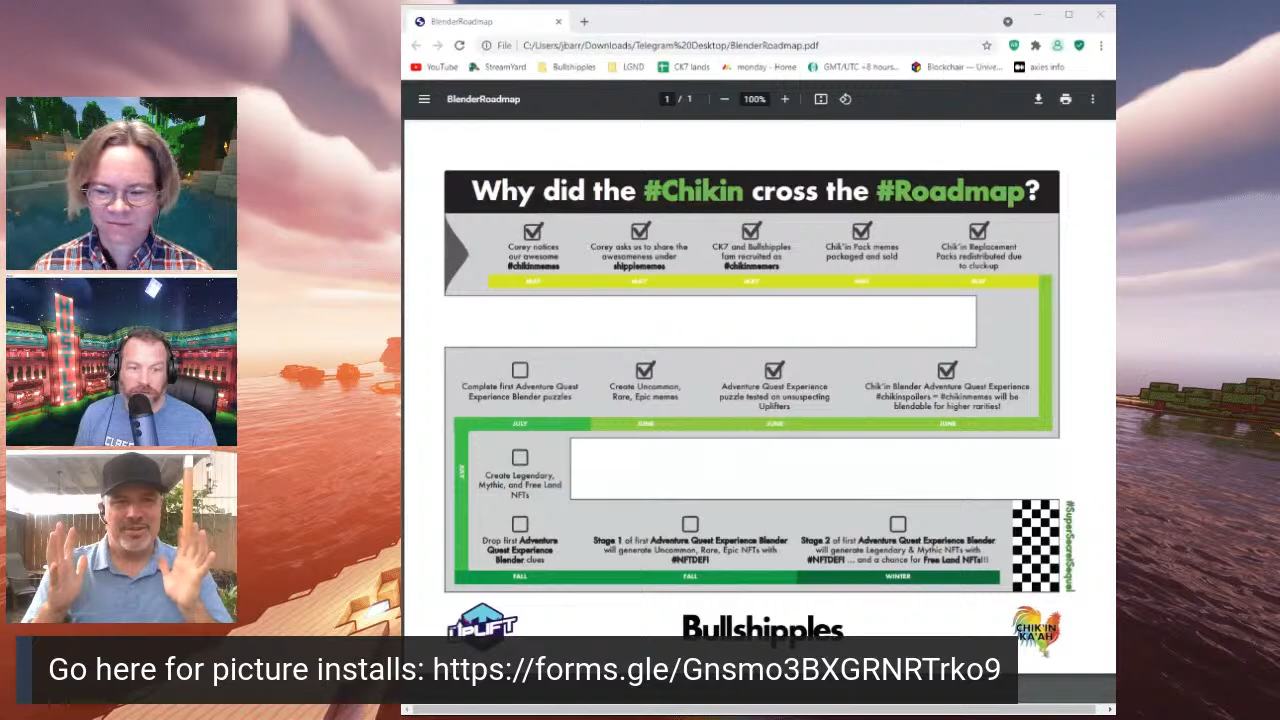 BlenderRoadmap
File
C:/Users/jbarr/Downloads/Telegram%20Desktop/BlenderRoadmap.pdf
YouTube
StreamYard
Bullshipples
LGND
CK7 lands
monday - Home
GMT/UTC +8 hours...
Blockchair — Unive...
axies info
BlenderRoadmap
1 / 1
100%
Why did the #Chikin cross the #Roadmap?
Corey notices
our awesome
#chikinmemes
Corey asks us to share the
awesomeness under
shipplememes
CK7 and Bullshipples
fam recruited as
#chikinmemers
Chik'in Pack memes
packaged and sold
Chik'in Replacement
Packs redistributed due
to cluck-up
MAY
MAY
MAY
MAY
MAY
Complete first Adventure Quest
Experience Blender puzzles
Create Uncommon,
Rare, Epic memes
Adventure Quest Experience
puzzle tested on unsuspecting
Uplifters
Chik'in Blender Adventure Quest Experience
#chikinspoilers = #chikinmemes will be
blendable for higher rarities!
JULY
JUNE
JUNE
JUNE
JULY
Create Legendary,
Mythic, and Free Land
NFTs
Drop first Adventure
Quest Experience
Blender clues
Stage 1 of first Adventure Quest Experience Blender
will generate Uncommon, Rare, Epic NFTs with
#NFTDEFI
Stage 2 of first Adventure Quest Experience Blender
will generate Legendary & Mythic NFTs with
#NFTDEFI ... and a chance for Free Land NFTs!!!
FALL
FALL
WINTER
UPLIFT
Bullshipples
CHIK'IN
KA'AH
HUSTLE
Go here for picture installs: https://forms.gle/Gnsmo3BXGRNRTrko9